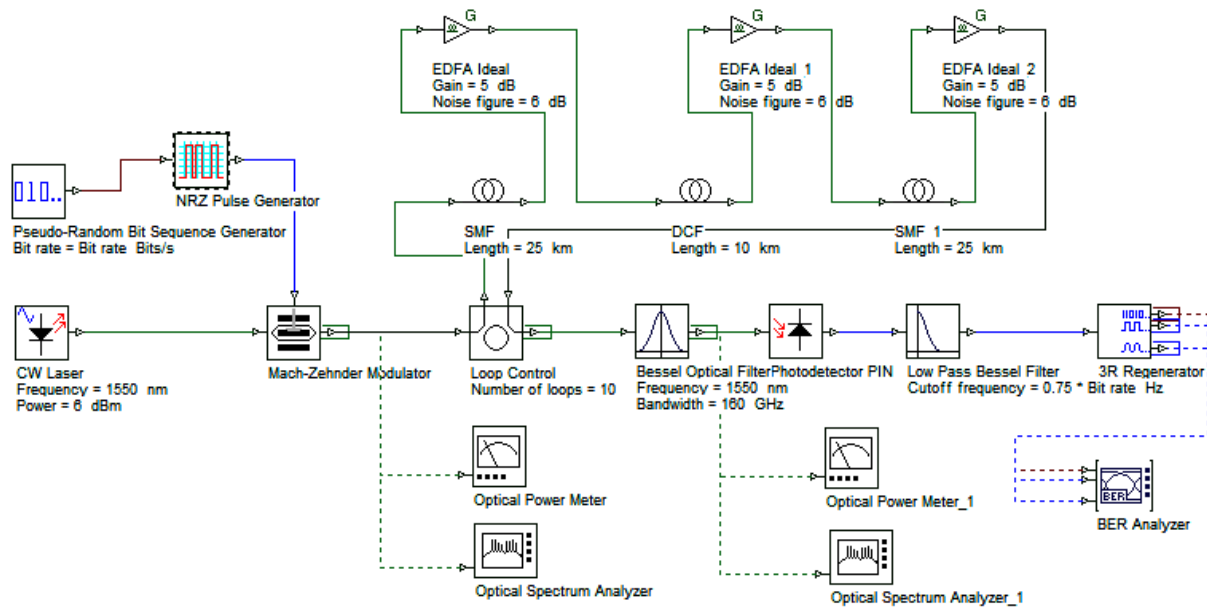 G
G
G
EDFA Ideal
Gain = 5 dB
Noise figure = 6 dB
EDFA Ideal 1
Gain = 5 dB
Noise figure = 6 dB
EDFA Ideal 2
Gain = 5 dB
Noise figure = 6 dB
010..
NRZ Pulse Generator
Pseudo-Random Bit Sequence Generator
Bit rate = Bit rate Bits/s
SMF
Length = 25 km
DCF
Length = 10 km
SMF 1
Length = 25 km
CW Laser
Frequency = 1550 nm
Power = 6 dBm
Mach-Zehnder Modulator
Loop Control
Number of loops = 10
Bessel Optical Filter
Frequency = 1550 nm
Bandwidth = 160 GHz
Photodetector PIN
Low Pass Bessel Filter
Cutoff frequency = 0.75 * Bit rate Hz
3R Regenerator
Optical Power Meter
Optical Power Meter_1
BER
BER Analyzer
Optical Spectrum Analyzer
Optical Spectrum Analyzer_1